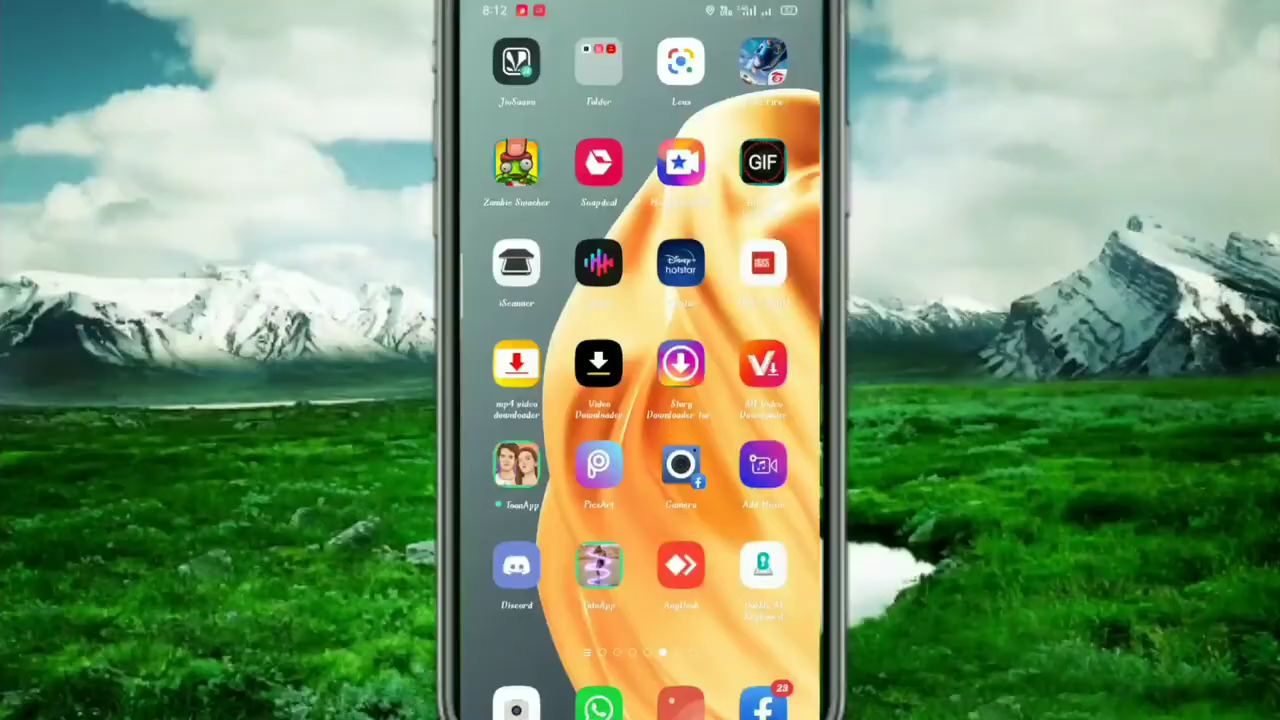 8:12
JioSaavn
Folder
Lens
GIF
Zombie Smasher
Snapdeal
Disney+
hotstar
iScanner
mp4 video
downloader
Video
Downloader
Story
Downloader for
All Video
Downloader
ToonApp
PicsArt
Camera
Add Music
Discord
AnyDesk
23